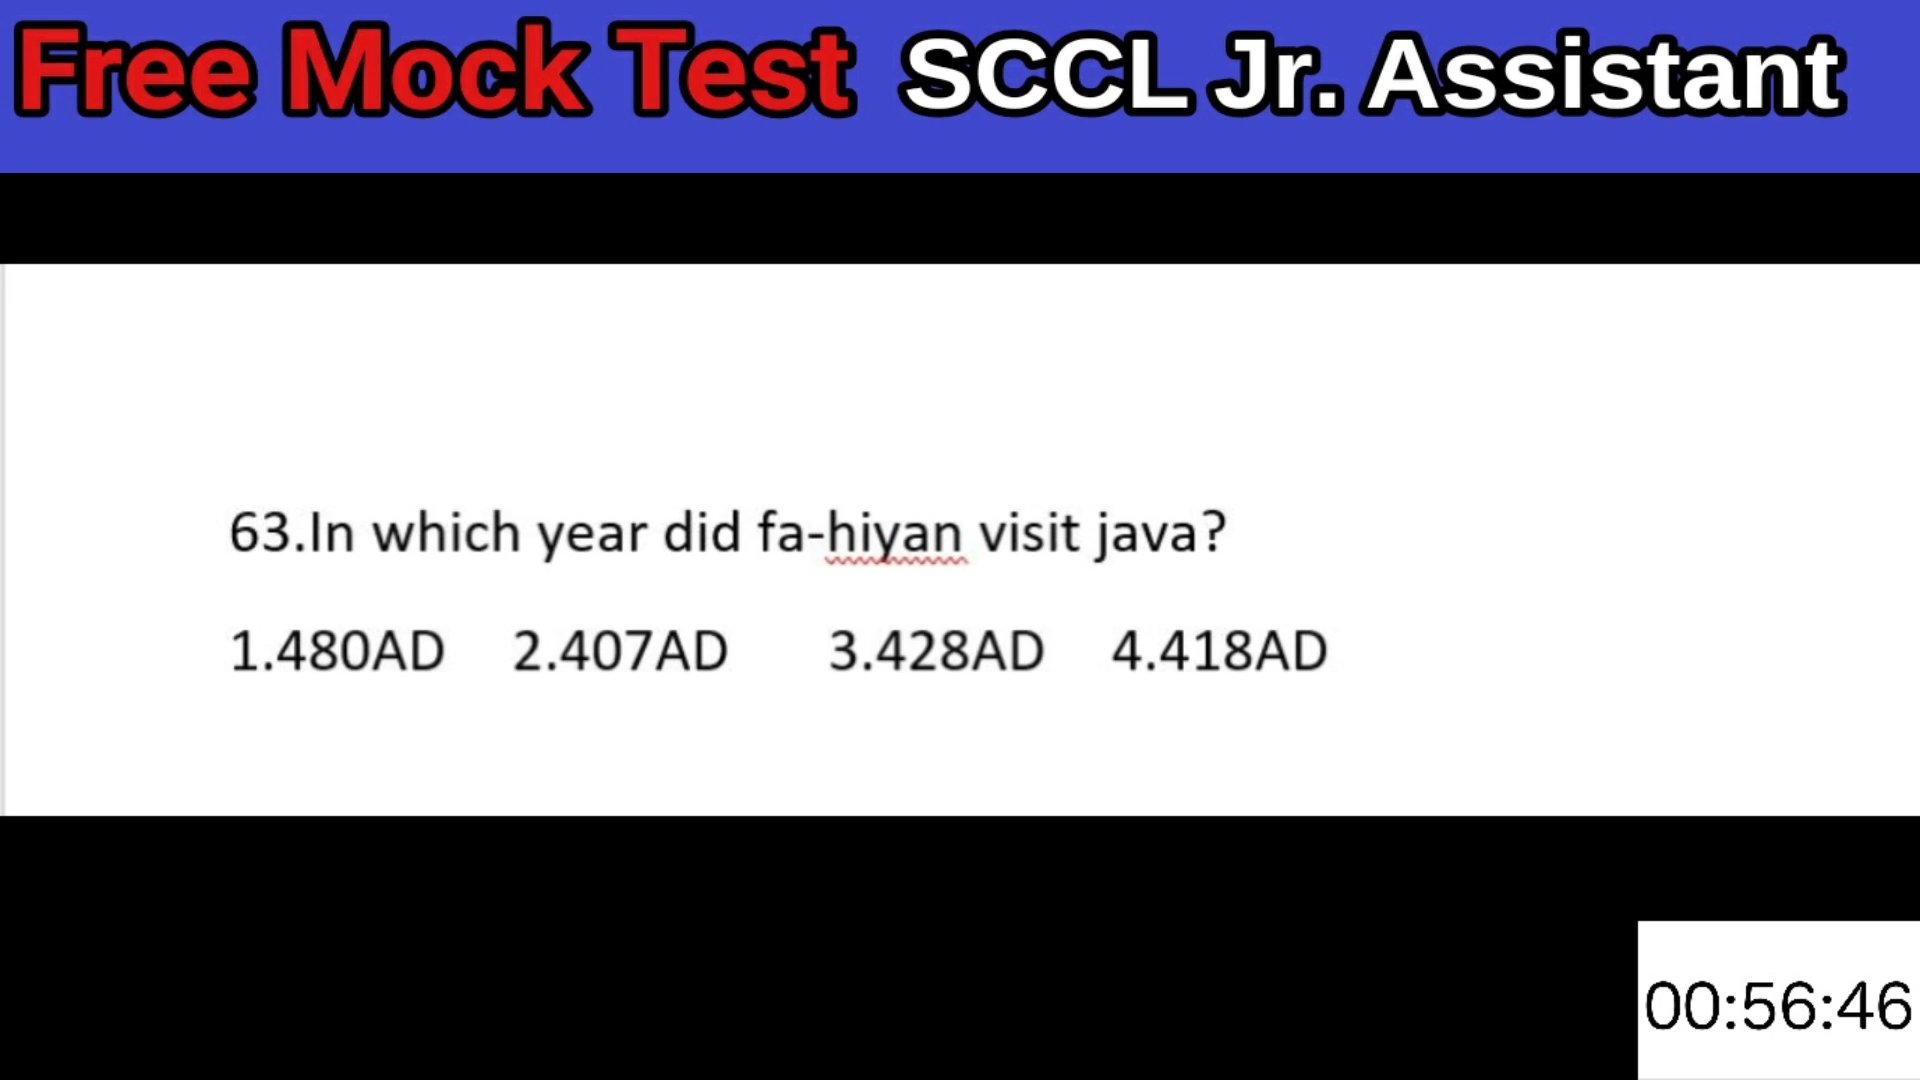 Free Mock Test SCCL Jr. Assistant
63.In which year did fa-hiyan visit java?
1.480AD 2.407AD 3.428AD 4.418AD
00:56:46